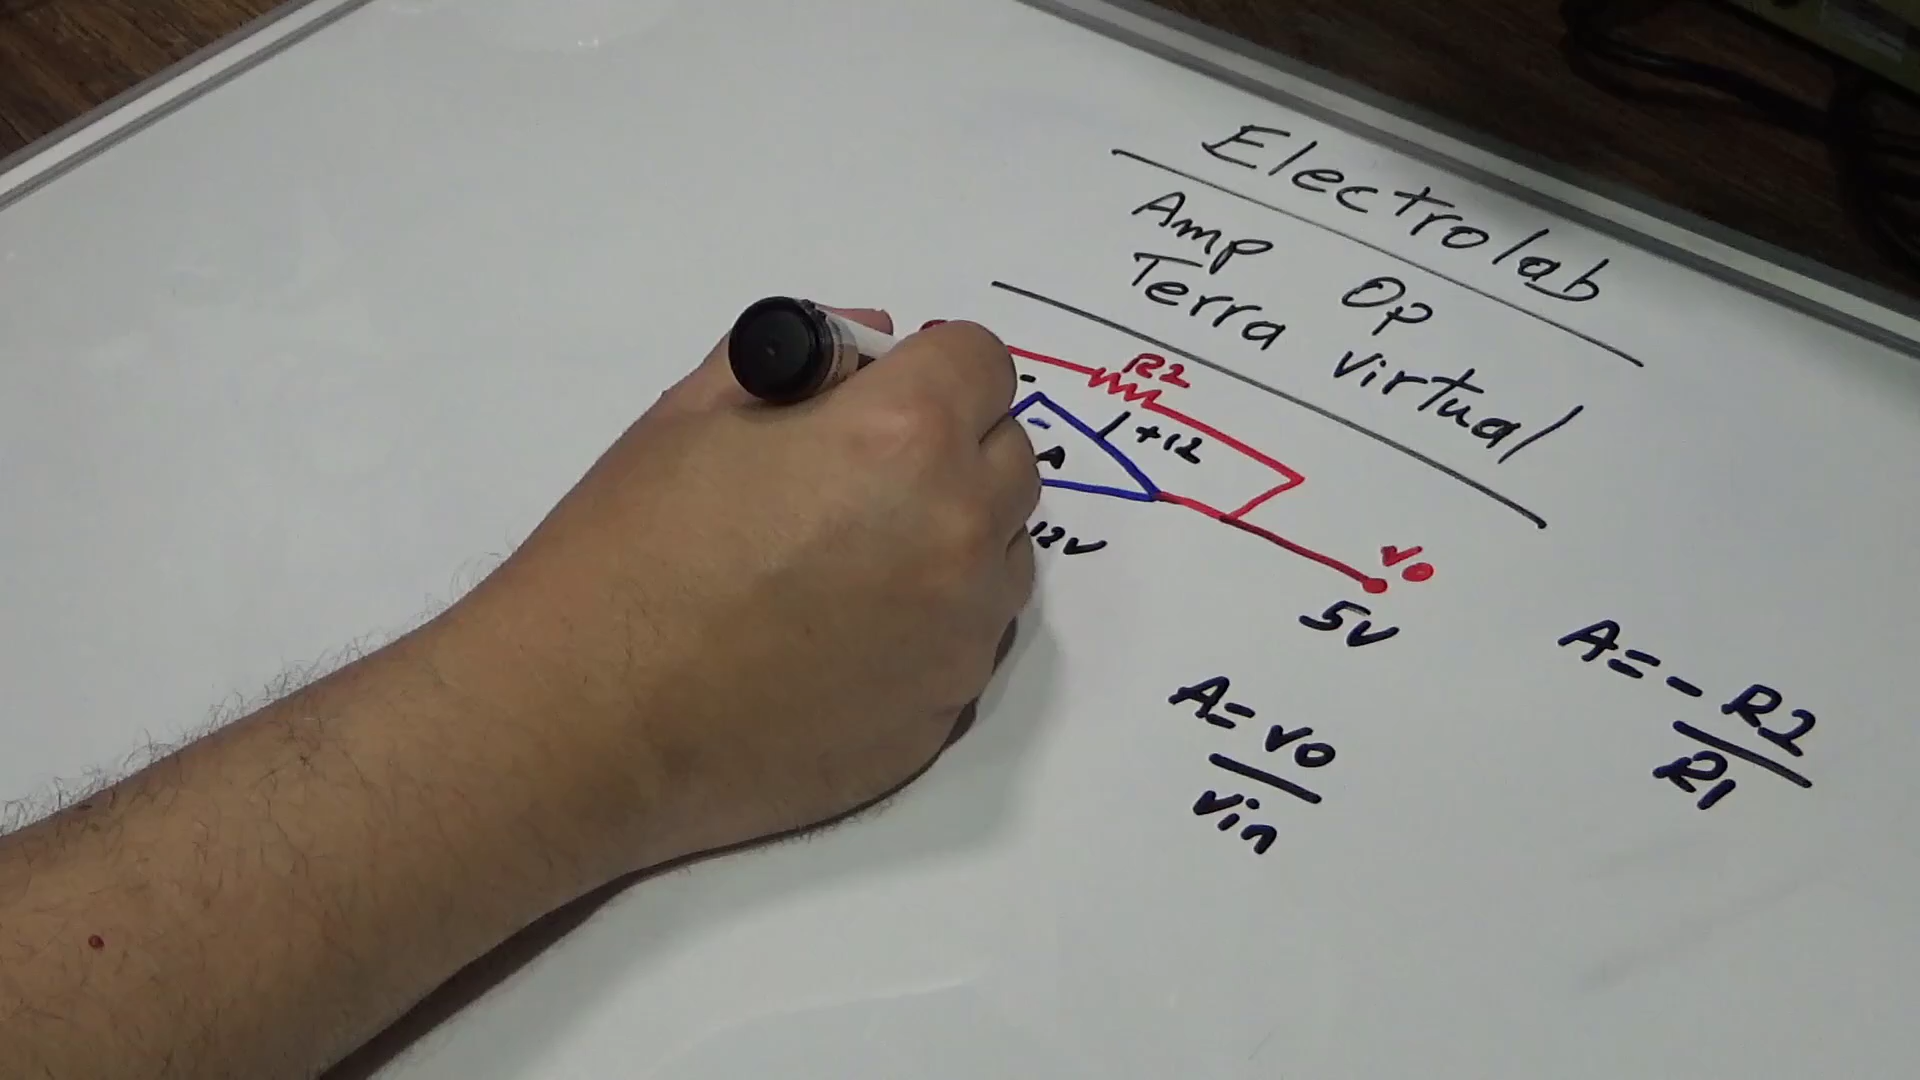 Electrolab
Amp Op
Terra virtual
R2
-
-
+12
A
12V
Vo
5V
A = Vo
Vin
A = - R2
R1